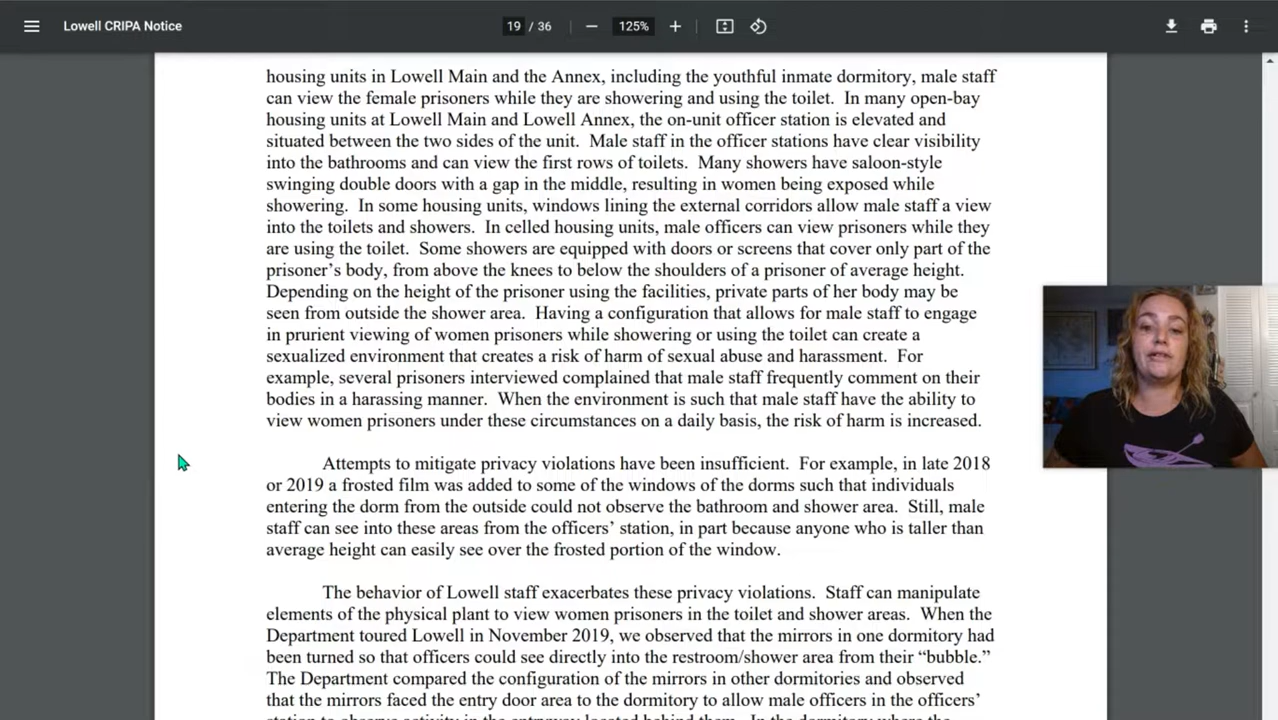 Lowell CRIPA Notice
19 / 36
125%
housing units in Lowell Main and the Annex, including the youthful inmate dormitory, male staff
can view the female prisoners while they are showering and using the toilet. In many open-bay
housing units at Lowell Main and Lowell Annex, the on-unit officer station is elevated and
situated between the two sides of the unit. Male staff in the officer stations have clear visibility
into the bathrooms and can view the first rows of toilets. Many showers have saloon-style
swinging double doors with a gap in the middle, resulting in women being exposed while
showering. In some housing units, windows lining the external corridors allow male staff a view
into the toilets and showers. In celled housing units, male officers can view prisoners while they
are using the toilet. Some showers are equipped with doors or screens that cover only part of the
prisoner's body, from above the knees to below the shoulders of a prisoner of average height.
Depending on the height of the prisoner using the facilities, private parts of her body may be
seen from outside the shower area. Having a configuration that allows for male staff to engage
in prurient viewing of women prisoners while showering or using the toilet can create a
sexualized environment that creates a risk of harm of sexual abuse and harassment. For
example, several prisoners interviewed complained that male staff frequently comment on their
bodies in a harassing manner. When the environment is such that male staff have the ability to
view women prisoners under these circumstances on a daily basis, the risk of harm is increased.
Attempts to mitigate privacy violations have been insufficient. For example, in late 2018
or 2019 a frosted film was added to some of the windows of the dorms such that individuals
entering the dorm from the outside could not observe the bathroom and shower area. Still, male
staff can see into these areas from the officers' station, in part because anyone who is taller than
average height can easily see over the frosted portion of the window.
The behavior of Lowell staff exacerbates these privacy violations. Staff can manipulate
elements of the physical plant to view women prisoners in the toilet and shower areas. When the
Department toured Lowell in November 2019, we observed that the mirrors in one dormitory had
been turned so that officers could see directly into the restroom/shower area from their “bubble.”
The Department compared the configuration of the mirrors in other dormitories and observed
that the mirrors faced the entry door area to the dormitory to allow male officers in the officers'
station to observe activity in the entryway located behind them. In the dormitory where the